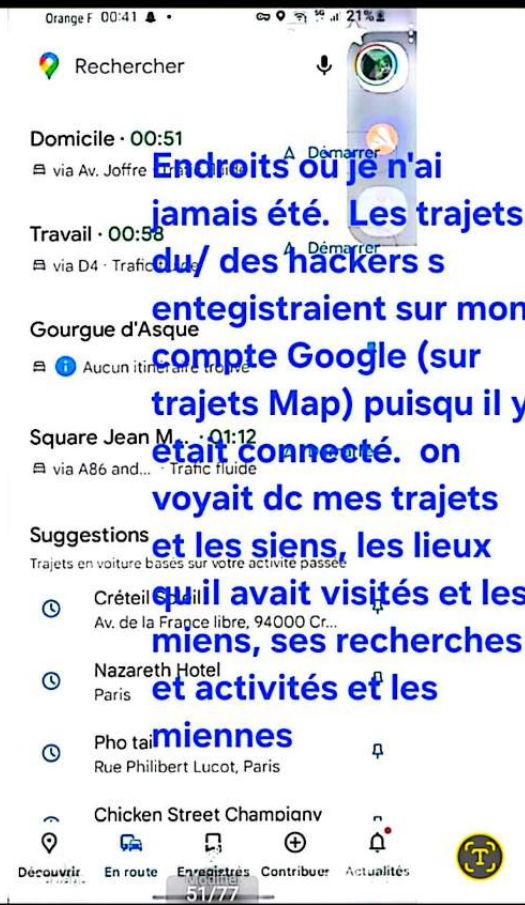 Orange F 00:41
5G 21%
Rechercher
Domicile · 00:51
Démarrer
via Av. Joffre
Travail · 00:58
Démarrer
via D4 · Trafic
Gourgue d'Asque
Aucun itinéraire trouvé
Square Jean M... · 01:12
via A86 and... · Trafic fluide
Suggestions
Trajets en voiture basés sur votre activité passée
Créteil Soleil
Av. de la France libre, 94000 Cr...
Nazareth Hotel
Paris
Pho tai
Rue Philibert Lucot, Paris
Chicken Street Champigny
Endroits où je n'ai
jamais été. Les trajets
du/ des hackers s
entegistraient sur mon
compte Google (sur
trajets Map) puisqu il y
etait connecté. on
voyait dc mes trajets
et les siens, les lieux
qu il avait visités et les
miens, ses recherches
et activités et les
miennes
Découvrir
En route
Enregistrés
Contribuer
Actualités
Modifier
51/77
T